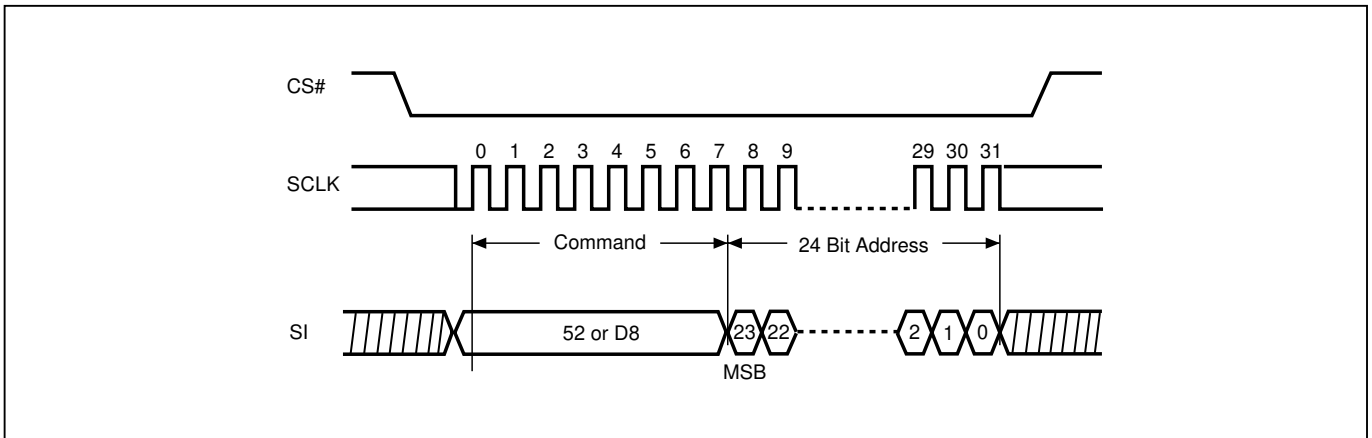 CS#
0 1 2 3 4 5 6 7 8 9 29 30 31
SCLK
Command 24 Bit Address
SI 52 or D8 23 22 2 1 0
MSB